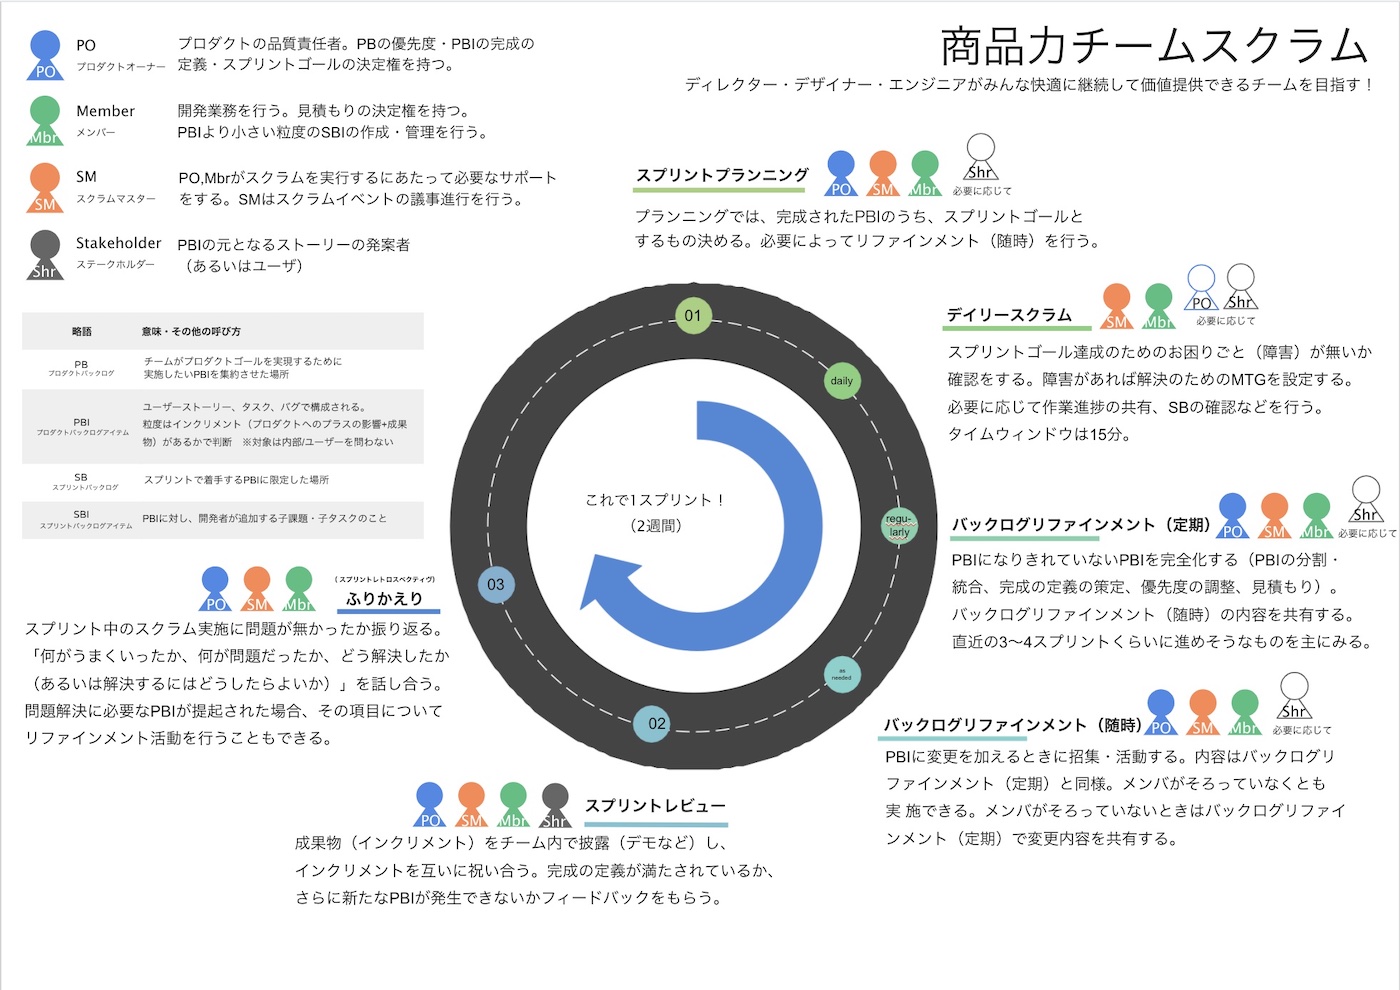 商品力チームスクラム
ディレクター・デザイナー・エンジニアがみんな快適に継続して価値提供できるチームを目指す！
PO
PO
プロダクトオーナー
プロダクトの品質責任者。PBの優先度・PBIの完成の
定義・スプリントゴールの決定権を持つ。
Mbr
Member
メンバー
開発業務を行う。見積もりの決定権を持つ。
PBIより小さい粒度のSBIの作成・管理を行う。
SM
SM
スクラムマスター
PO,Mbrがスクラムを実行するにあたって必要なサポート
をする。SMはスクラムイベントの議事進行を行う。
Shr
Stakeholder
ステークホルダー
PBIの元となるストーリーの発案者
（あるいはユーザ）
略語 意味・その他の呼び方
PB
プロダクトバックログ
チームがプロダクトゴールを実現するために
実施したいPBIを集約させた場所
PBI
プロダクトバックログアイテム
ユーザーストーリー、タスク、バグで構成される。
粒度はインクリメント（プロダクトへのプラスの影響+成果
物）があるかで判断　※対象は内部/ユーザーを問わない
SB
スプリントバックログ
スプリントで着手するPBIに限定した場所
SBI
スプリントバックログアイテム
PBIに対し、開発者が追加する子課題・子タスクのこと
スプリントプランニング
PO SM Mbr Shr
必要に応じて
プランニングでは、完成されたPBIのうち、スプリントゴールと
するもの決める。必要によってリファインメント（随時）を行う。
デイリースクラム
SM Mbr PO Shr
必要に応じて
スプリントゴール達成のためのお困りごと（障害）が無いか
確認をする。障害があれば解決のためのMTGを設定する。
必要に応じて作業進捗の共有、SBの確認などを行う。
タイムウィンドウは15分。
バックログリファインメント（定期）
PO SM Mbr Shr
必要に応じて
PBIになりきれていないPBIを完全化する（PBIの分割・
統合、完成の定義の策定、優先度の調整、見積もり）。
バックログリファインメント（随時）の内容を共有する。
直近の3〜4スプリントくらいに進めそうなものを主にみる。
バックログリファインメント（随時）
PO SM Mbr Shr
必要に応じて
PBIに変更を加えるときに招集・活動する。内容はバックログリ
ファインメント（定期）と同様。メンバがそろっていなくとも
実 施できる。メンバがそろっていないときはバックログリファイ
ンメント（定期）で変更内容を共有する。
01
daily
regu-
larly
as
needed
02
03
これで1スプリント！
（2週間）
PO SM Mbr
（スプリントレトロスペクティヴ）
ふりかえり
スプリント中のスクラム実施に問題が無かったか振り返る。
「何がうまくいったか、何が問題だったか、どう解決したか
（あるいは解決するにはどうしたらよいか）」を話し合う。
問題解決に必要なPBIが提起された場合、その項目について
リファインメント活動を行うこともできる。
PO SM Mbr Shr
スプリントレビュー
成果物（インクリメント）をチーム内で披露（デモなど）し、
インクリメントを互いに祝い合う。完成の定義が満たされているか、
さらに新たなPBIが発生できないかフィードバックをもらう。